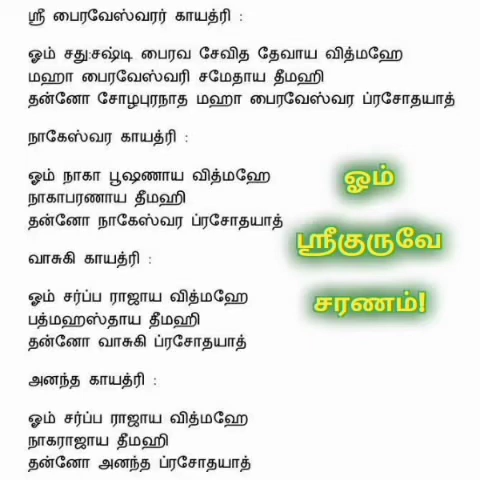 ஸ்ரீ பைரவேஸ்வரர் காயத்ரி :
ஓம் சது:சஷ்டி பைரவ சேவித தேவாய வித்மஹே
மஹா பைரவேஸ்வரி சமேதாய தீமஹி
தன்னோ சோழபுரநாத மஹா பைரவேஸ்வர ப்ரசோதயாத்
நாகேஸ்வர காயத்ரி :
ஓம் நாகா பூஷணாய வித்மஹே
நாகாபரணாய தீமஹி
தன்னோ நாகேஸ்வர ப்ரசோதயாத்
வாசுகி காயத்ரி :
ஓம் சர்ப்ப ராஜாய வித்மஹே
பத்மஹஸ்தாய தீமஹி
தன்னோ வாசுகி ப்ரசோதயாத்
அனந்த காயத்ரி :
ஓம் சர்ப்ப ராஜாய வித்மஹே
நாகராஜாய தீமஹி
தன்னோ அனந்த ப்ரசோதயாத்
ஓம்
ஸ்ரீகுருவே
சரணம்!